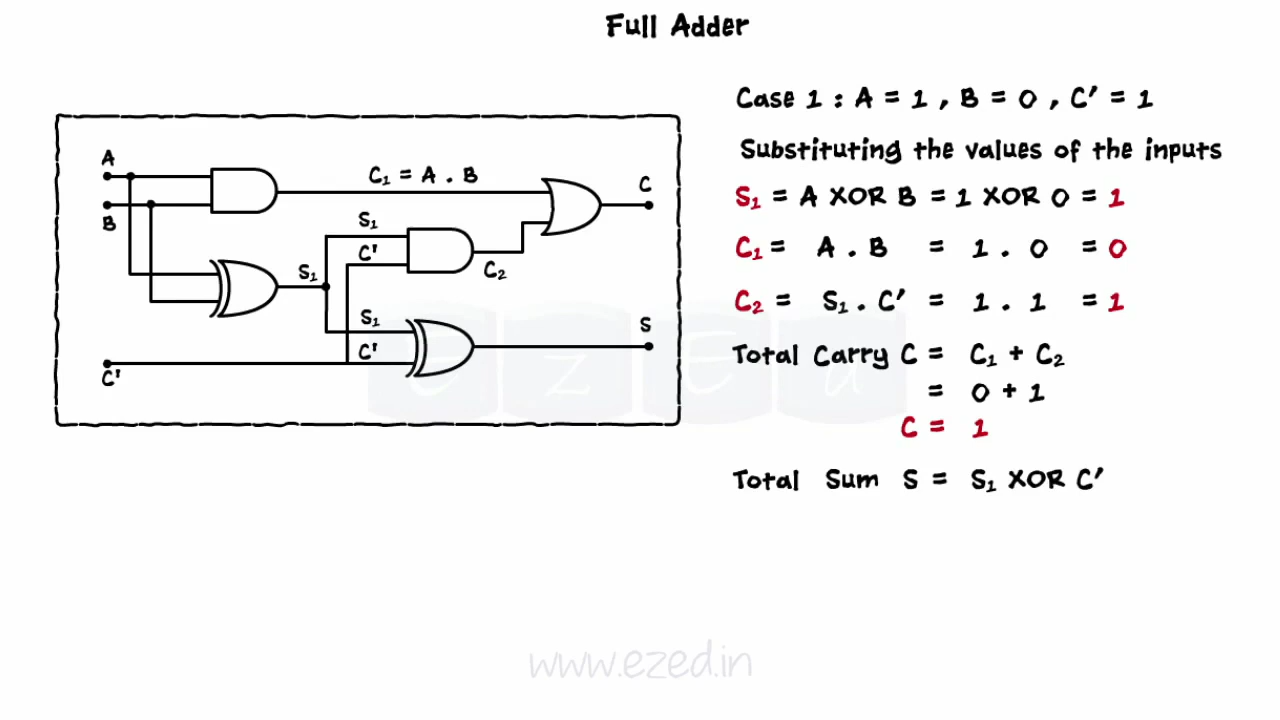 Full Adder
A
B
C'
C₁ = A . B
S₁
S₁
C'
C₂
S₁
C'
C
S
Case 1 : A = 1 , B = 0 , C' = 1
Substituting the values of the inputs
S₁ = A XOR B = 1 XOR 0 = 1
C₁ = A . B = 1 . 0 = 0
C₂ = S₁ . C' = 1 . 1 = 1
Total Carry C = C₁ + C₂
= 0 + 1
C = 1
Total Sum S = S₁ XOR C'
e z E d
www.ezed.in